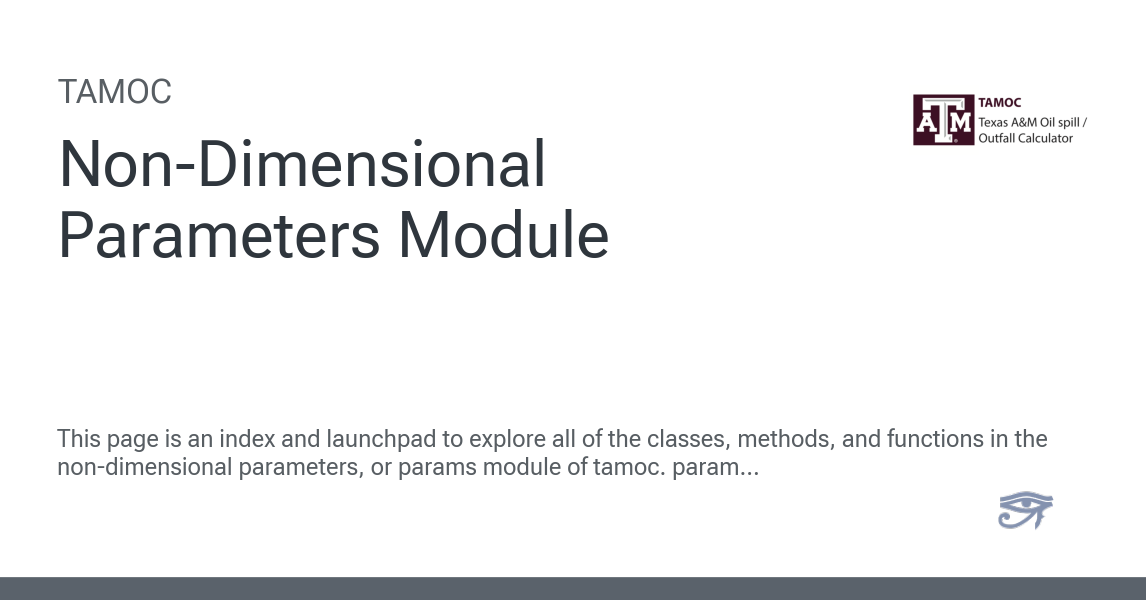 TAMOC
Non-Dimensional
Parameters Module
ATM
TAMOC
Texas A&M Oil spill /
Outfall Calculator
This page is an index and launchpad to explore all of the classes, methods, and functions in the
non-dimensional parameters, or params module of tamoc. param...